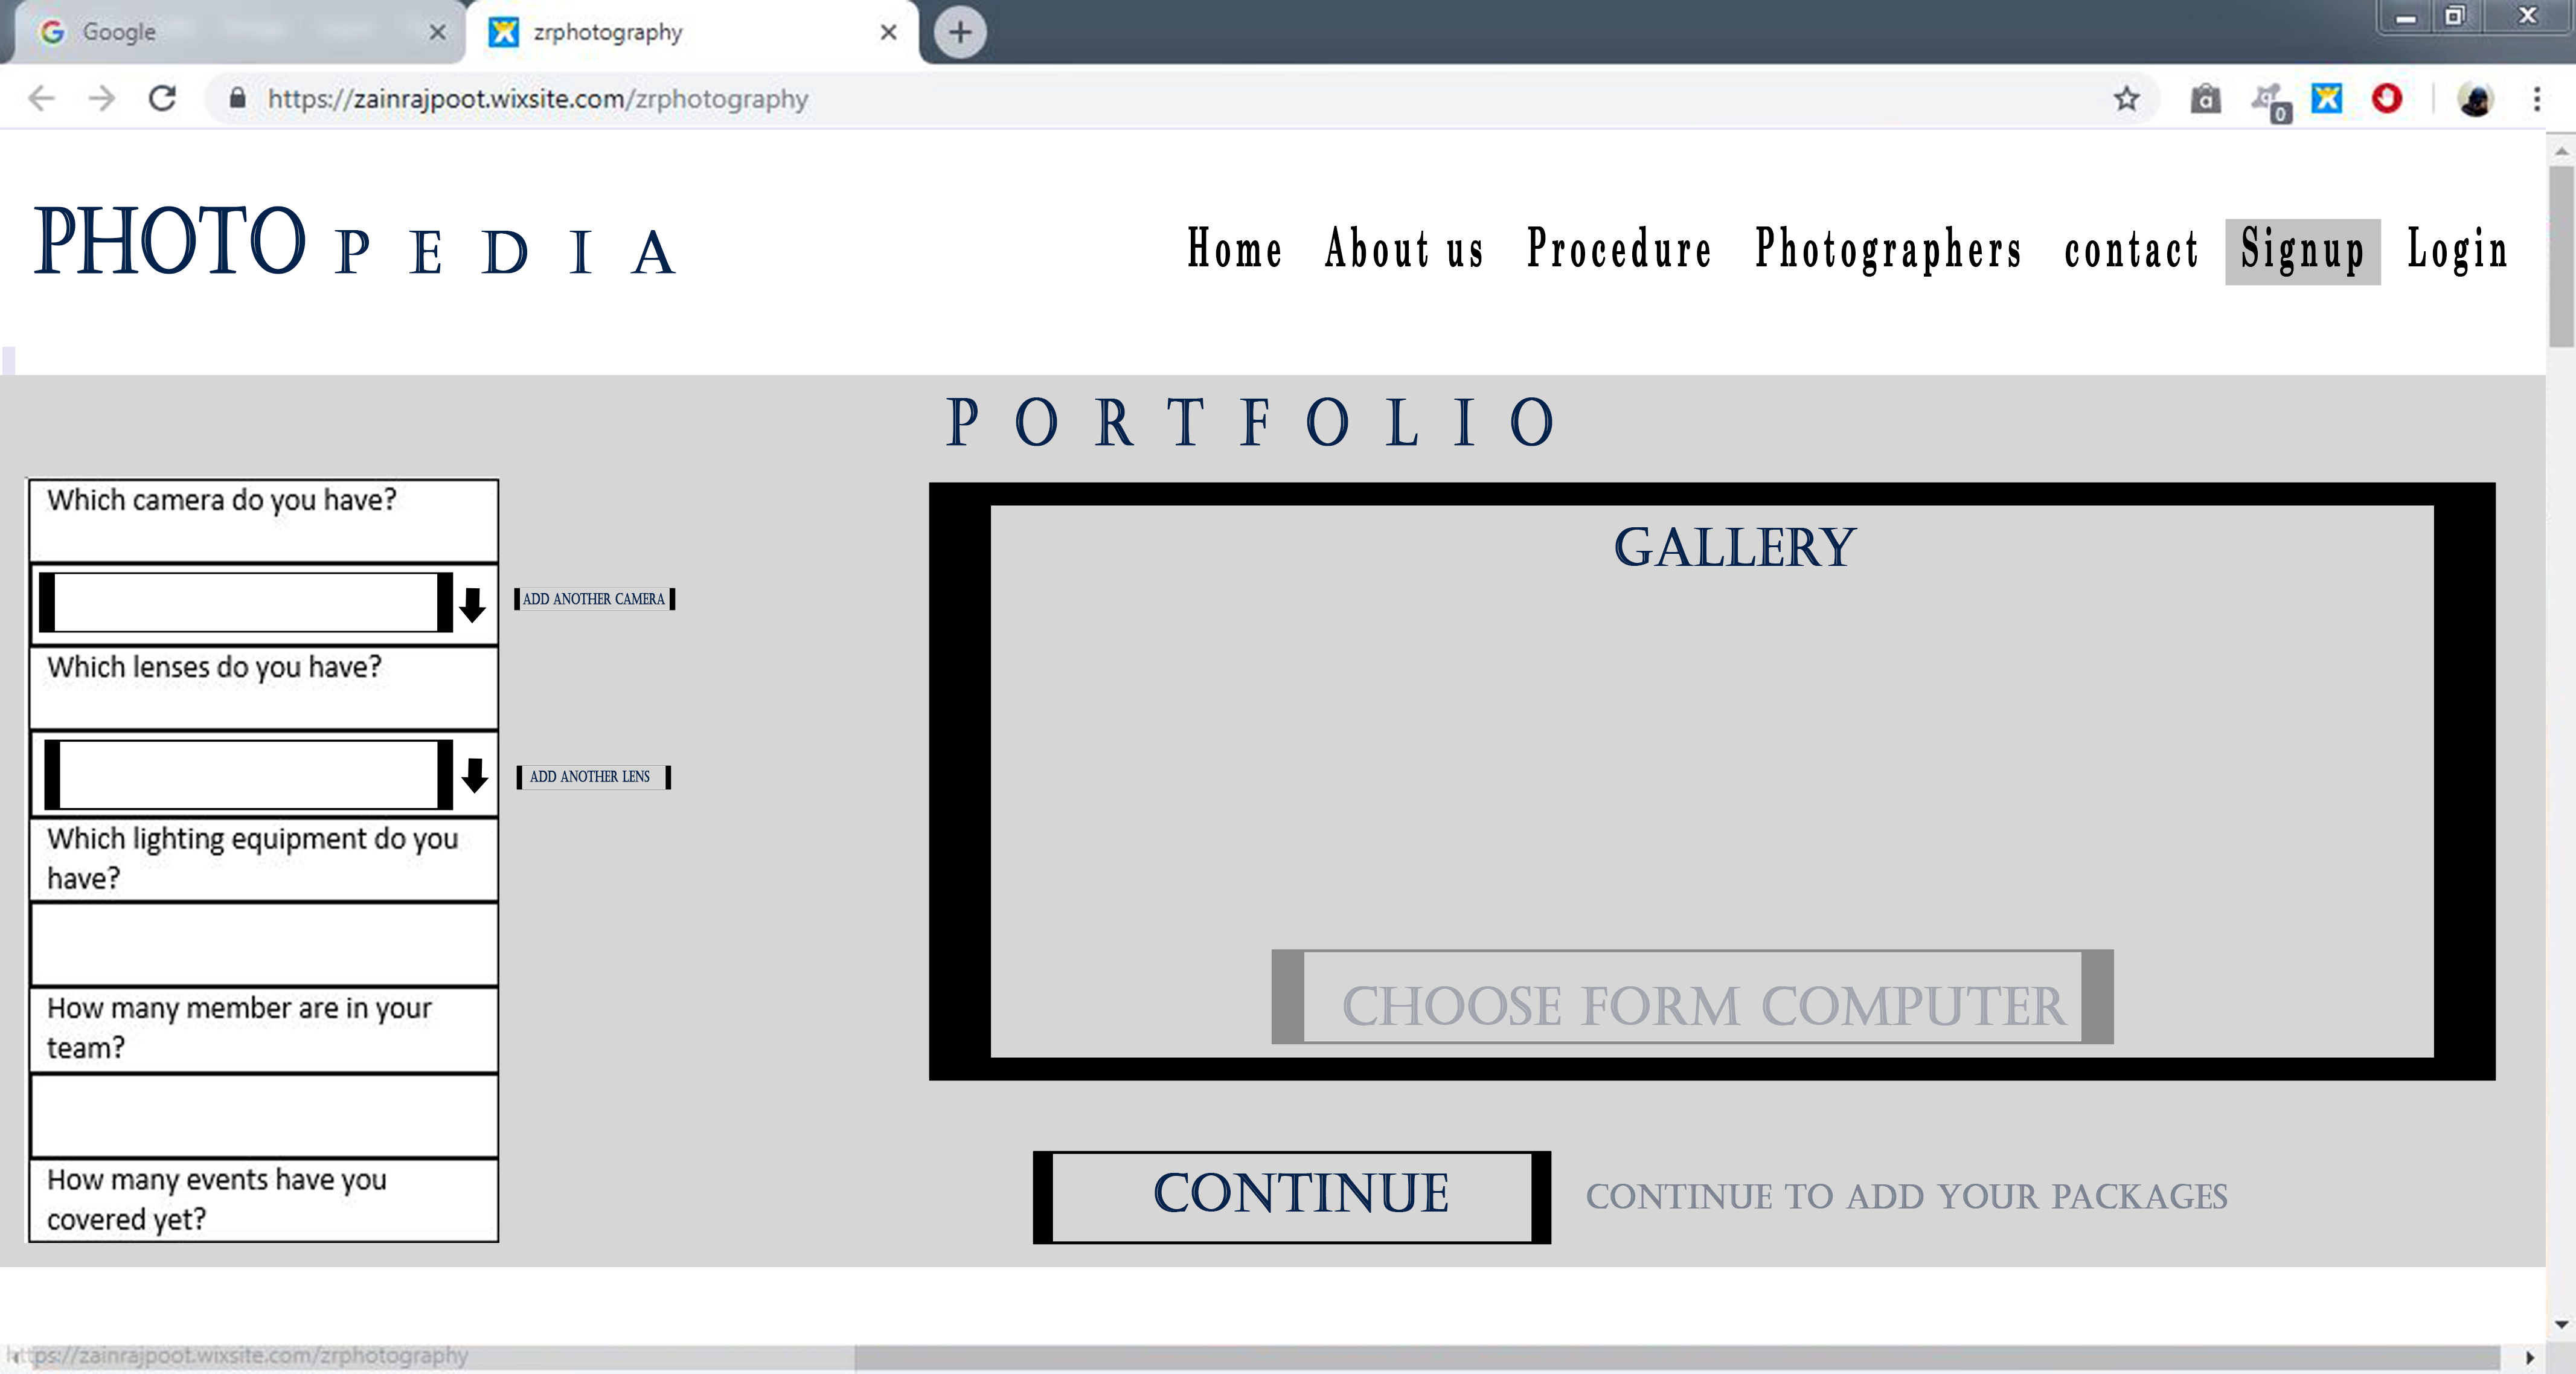 Google
zrphotography
https://zainrajpoot.wixsite.com/zrphotography
a
0
PHOTO PEDIA
Home About us Procedure Photographers contact Signup Login
PORTFOLIO
Which camera do you have?
ADD ANOTHER CAMERA
Which lenses do you have?
ADD ANOTHER LENS
Which lighting equipment do you
have?
How many member are in your
team?
How many events have you
covered yet?
GALLERY
CHOOSE FORM COMPUTER
CONTINUE
CONTINUE TO ADD YOUR PACKAGES
https://zainrajpoot.wixsite.com/zrphotography